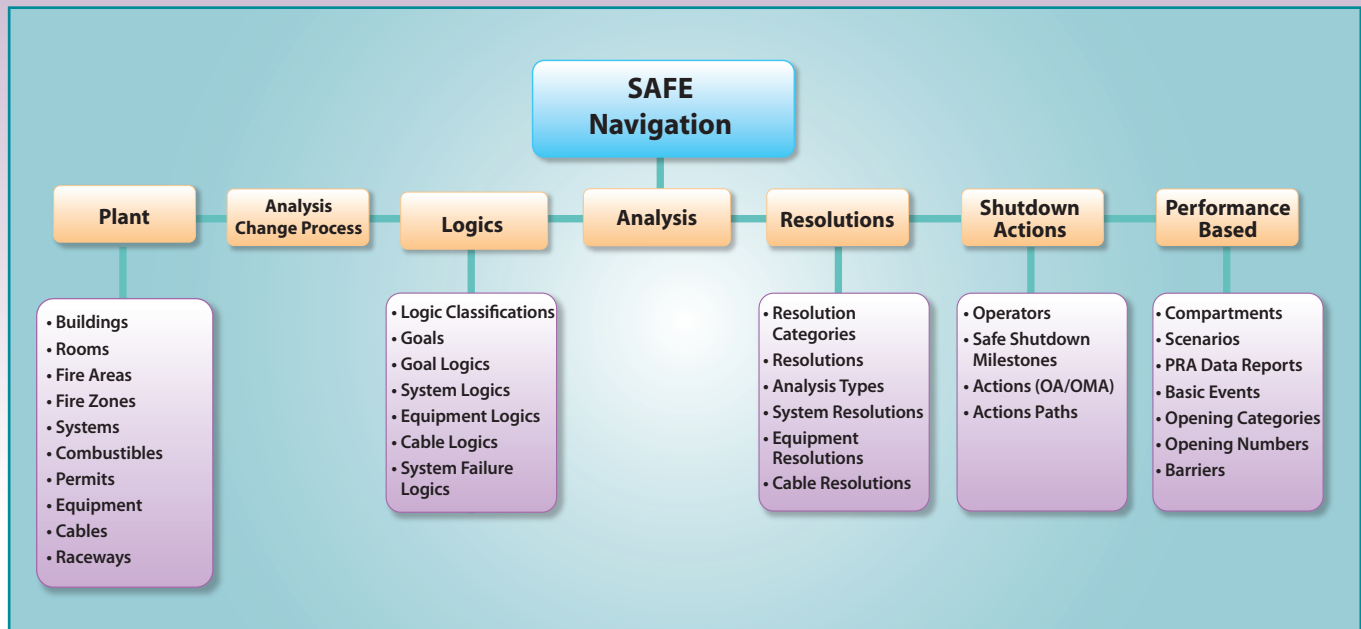 SAFE
Navigation
Plant
Analysis
Change Process
Logics
Analysis
Resolutions
Shutdown
Actions
Performance
Based
• Buildings
• Rooms
• Fire Areas
• Fire Zones
• Systems
• Combustibles
• Permits
• Equipment
• Cables
• Raceways
• Logic Classifications
• Goals
• Goal Logics
• System Logics
• Equipment Logics
• Cable Logics
• System Failure
Logics
• Resolution
Categories
• Resolutions
• Analysis Types
• System Resolutions
• Equipment
Resolutions
• Cable Resolutions
• Operators
• Safe Shutdown
Milestones
• Actions (OA/OMA)
• Actions Paths
• Compartments
• Scenarios
• PRA Data Reports
• Basic Events
• Opening Categories
• Opening Numbers
• Barriers